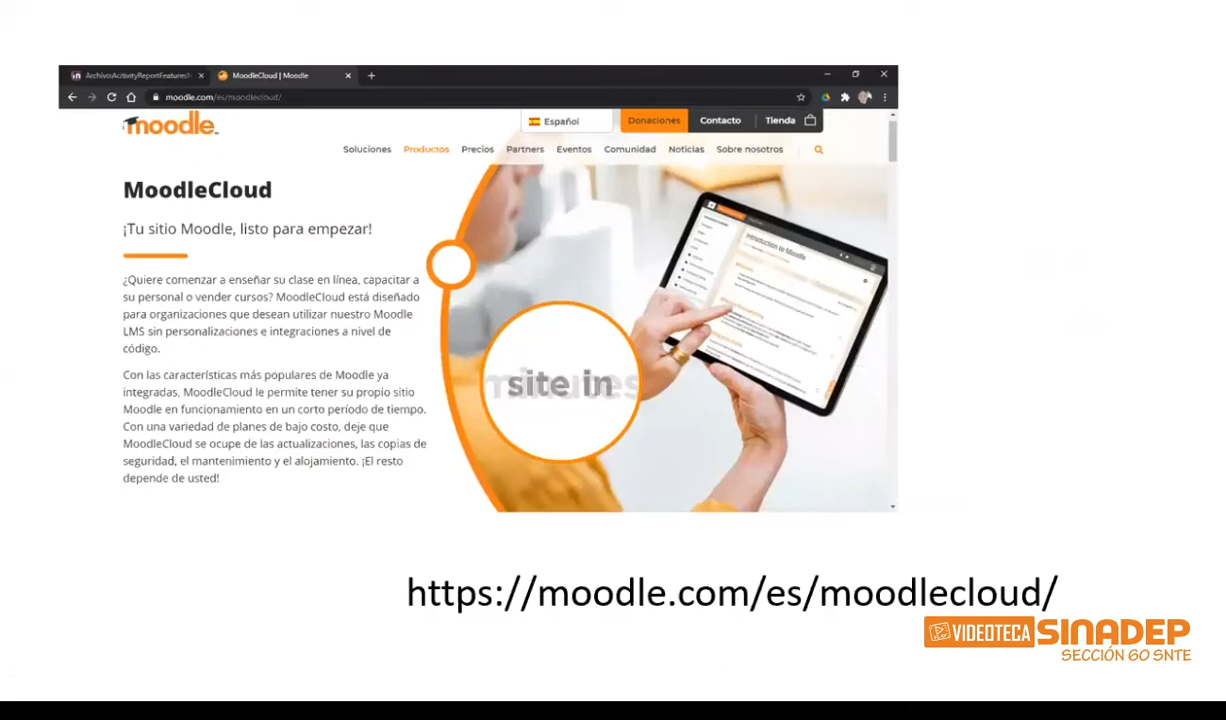 ArchivoːAcitivityReportFeatures
MoodleCloud | Moodle
moodle.com/es/moodlecloud/
moodle
Español
Donaciones
Contacto
Tienda
Soluciones Productos Precios Partners Eventos Comunidad Noticias Sobre nosotros
MoodleCloud
¡Tu sitio Moodle, listo para empezar!
¿Quiere comenzar a enseñar su clase en línea, capacitar a
su personal o vender cursos? MoodleCloud está diseñado
para organizaciones que desean utilizar nuestro Moodle
LMS sin personalizaciones e integraciones a nivel de
código.
Con las características más populares de Moodle ya
integradas, MoodleCloud le permite tener su propio sitio
Moodle en funcionamiento en un corto período de tiempo.
Con una variedad de planes de bajo costo, deje que
MoodleCloud se ocupe de las actualizaciones, las copias de
seguridad, el mantenimiento y el alojamiento. ¡El resto
depende de usted!
Introduction to Moodle
site in
minutes
https://moodle.com/es/moodlecloud/
VIDEOTECA SINADEP
SECCIÓN 60 SNTE